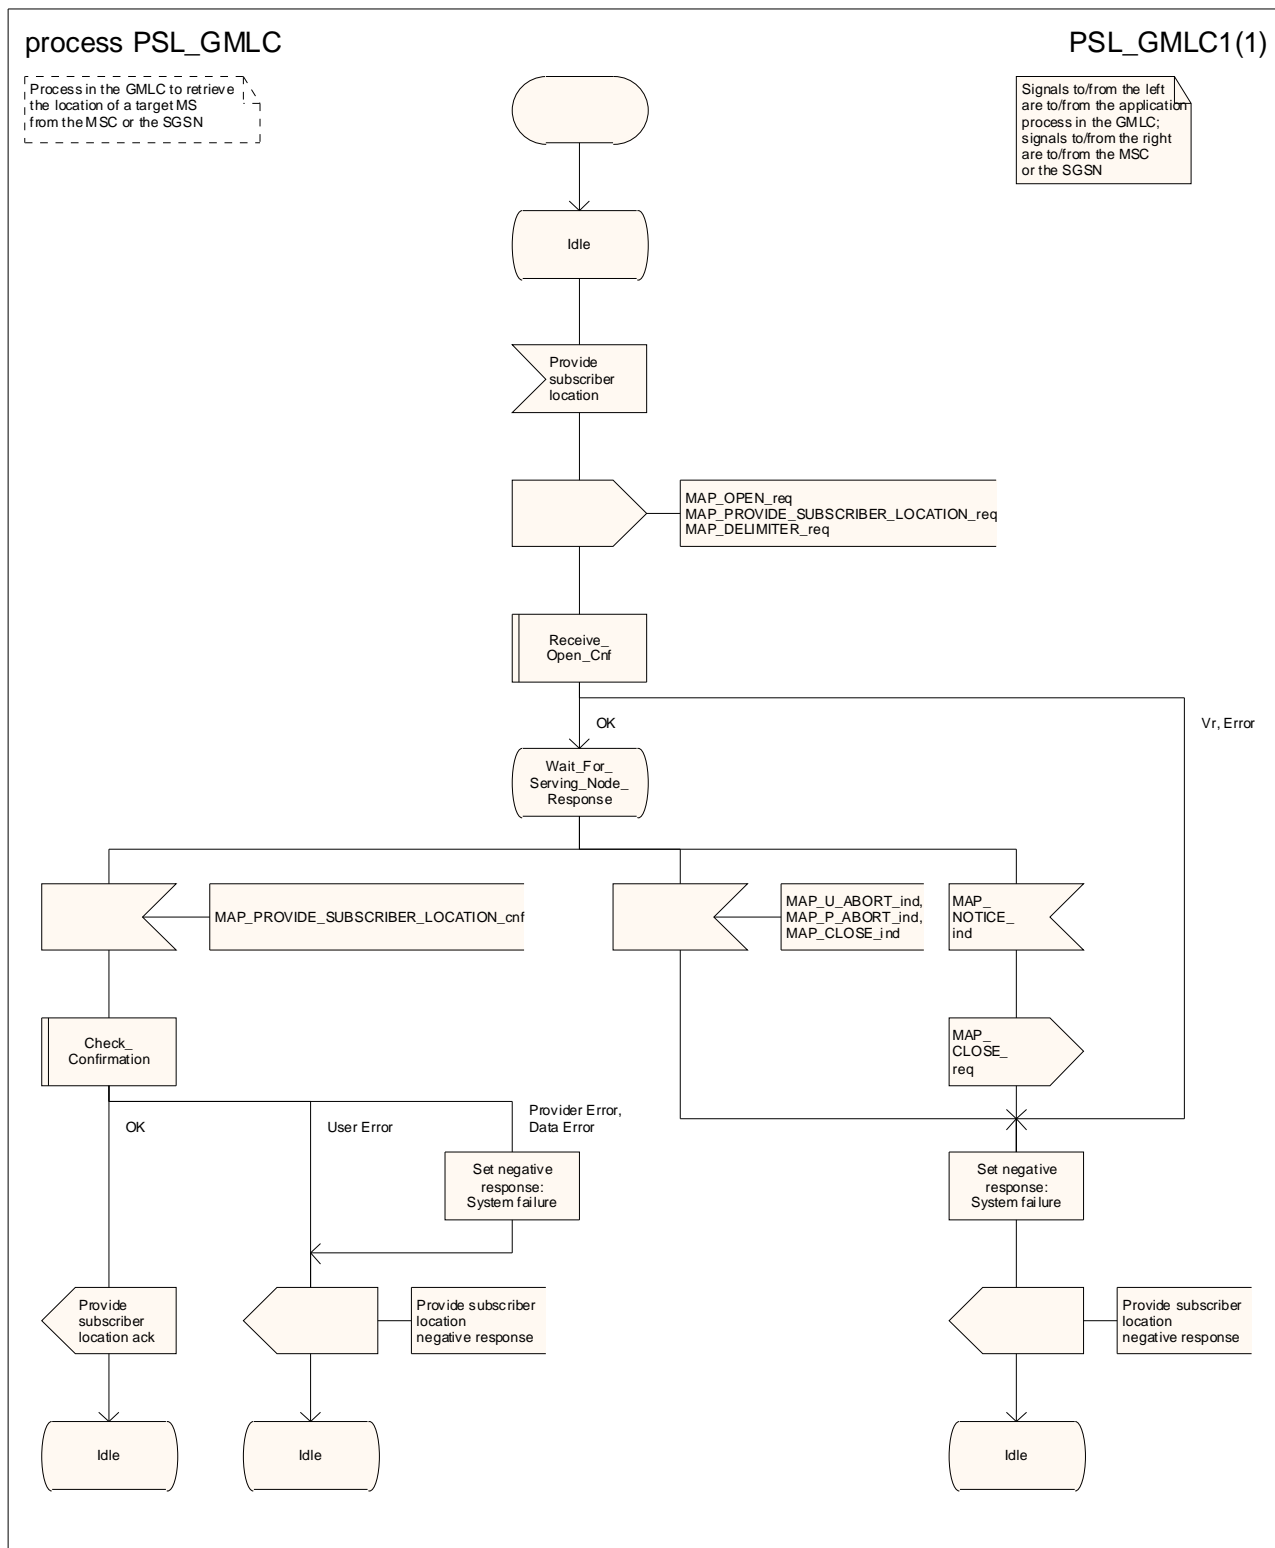 process PSL_GMLC
PSL_GMLC1(1)
Process in the GMLC to retrieve
the location of a target MS
from the MSC or the SGSN
Signals to/from the left
are to/from the application
process in the GMLC;
signals to/from the right
are to/from the MSC
or the SGSN
Idle
Provide
subscriber
location
MAP_OPEN_req
MAP_PROVIDE_SUBSCRIBER_LOCATION_req
MAP_DELIMITER_req
Receive_
Open_Cnf
OK
Vr, Error
Wait_For_
Serving_Node_
Response
MAP_PROVIDE_SUBSCRIBER_LOCATION_cnf
MAP_U_ABORT_ind,
MAP_P_ABORT_ind,
MAP_CLOSE_ind
MAP_
NOTICE_
ind
Check_
Confirmation
MAP_
CLOSE_
req
OK
User Error
Provider Error,
Data Error
Set negative
response:
System failure
Set negative
response:
System failure
Provide
subscriber
location ack
Provide subscriber
location
negative response
Provide subscriber
location
negative response
Idle
Idle
Idle